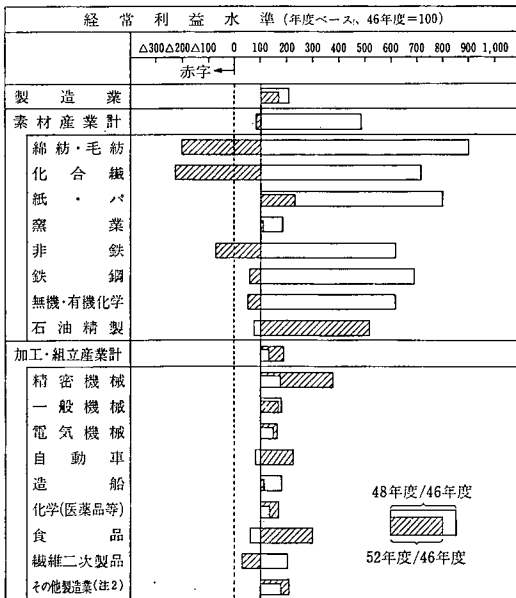 経常利益水準(年度ベース、46年度=100)
△300△200△100 0 100 200 300 400 500 600 700 800 900 1,000
赤字←
製造業
素材産業計
綿紡・毛紡
化合繊
紙・パ
窯業
非鉄
鉄鋼
無機・有機化学
石油精製
加工・組立産業計
精密機械
一般機械
電気機械
自動車
造船
化学(医薬品等)
食品
繊維二次製品
その他製造業(注2)
48年度/46年度
52年度/46年度